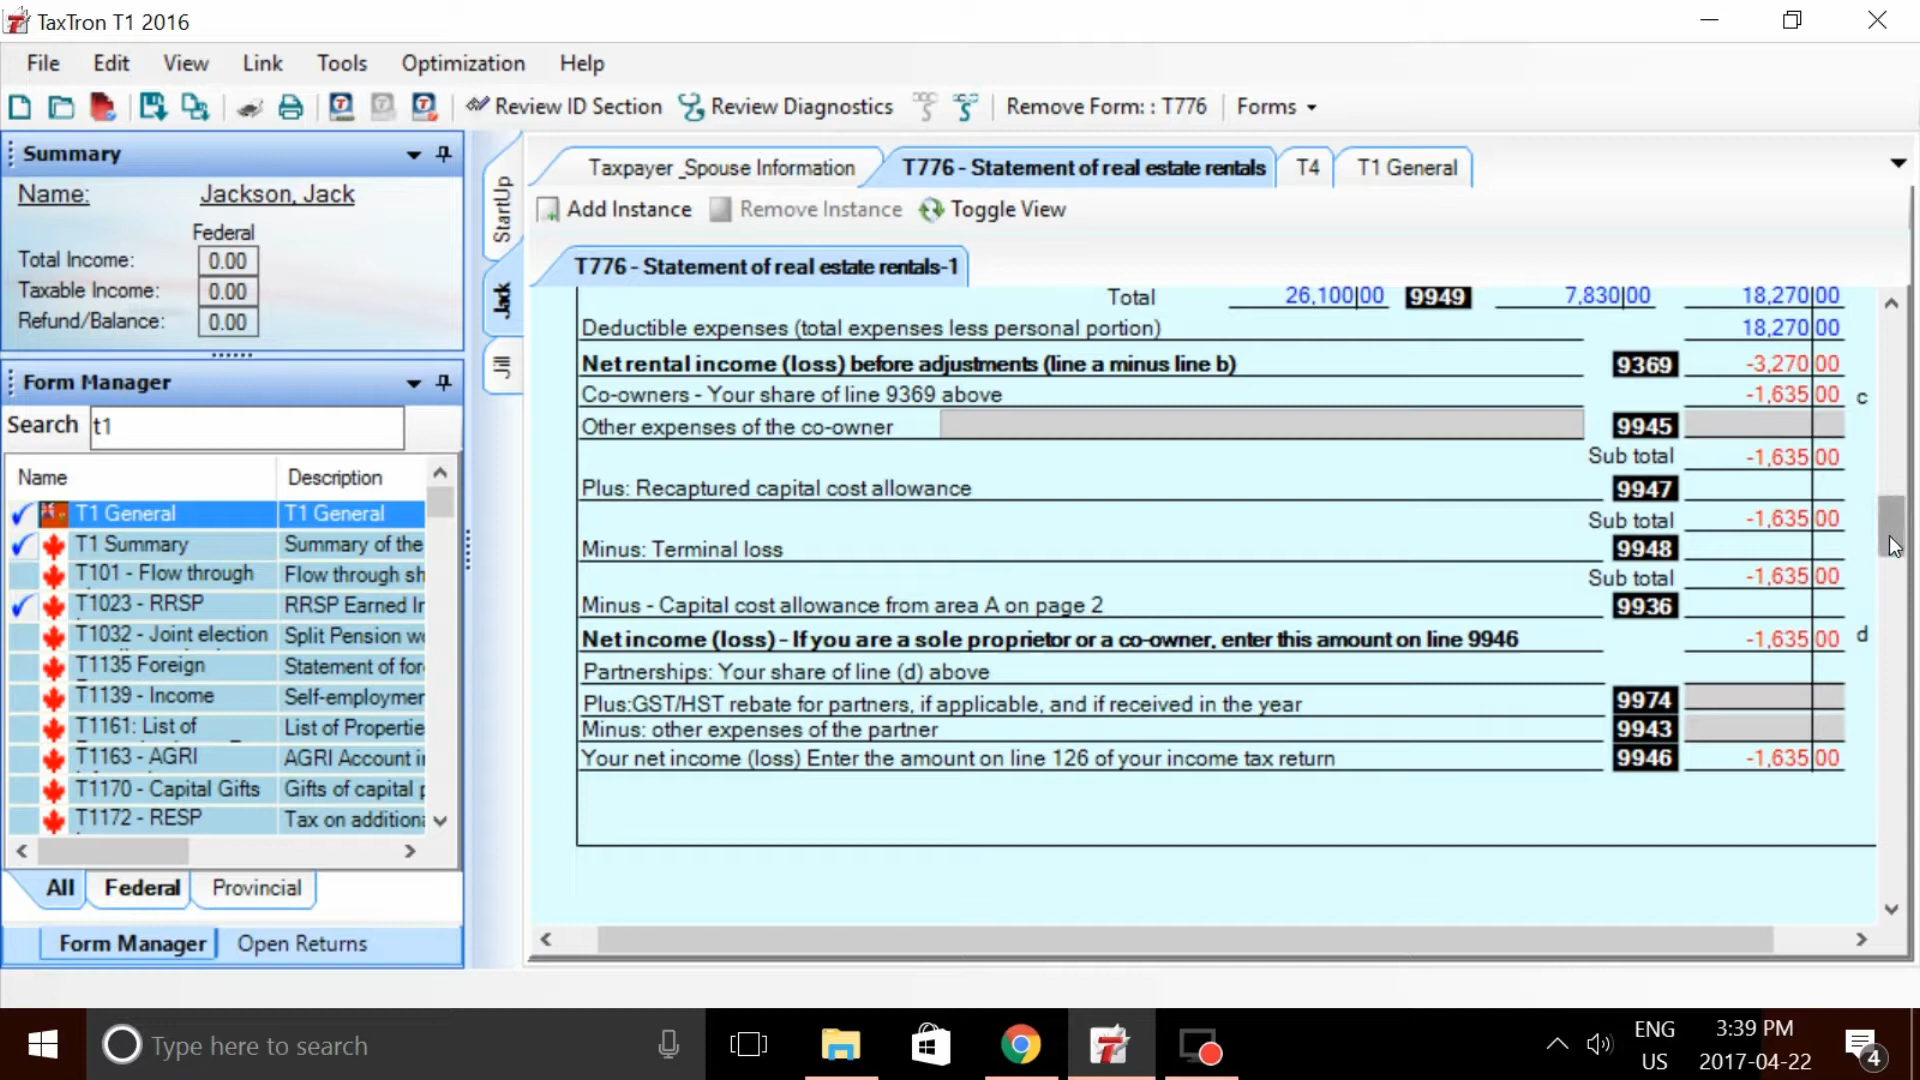 TaxTron T1 2016
File Edit View Link Tools Optimization Help
Review ID Section Review Diagnostics Remove Form: : T776 Forms
Summary
Name: Jackson, Jack
Federal
Total Income: 0.00
Taxable Income: 0.00
Refund/Balance: 0.00
Form Manager
Search t1
Name Description
T1 General T1 General
T1 Summary Summary of the
T101 - Flow through Flow through sh
T1023 - RRSP RRSP Earned In
T1032 - Joint election Split Pension w
T1135 Foreign Statement of for
T1139 - Income Self-employmer
T1161: List of List of Propertie
T1163 - AGRI AGRI Account i
T1170 - Capital Gifts Gifts of capital p
T1172 - RESP Tax on additiona
All Federal Provincial
Form Manager Open Returns
StartUp
Jack
Jill
Taxpayer _Spouse Information T776 - Statement of real estate rentals T4 T1 General
Add Instance Remove Instance Toggle View
T776 - Statement of real estate rentals-1
Total 26,100 00 9949 7,830 00 18,270 00
Deductible expenses (total expenses less personal portion) 18,270 00
Net rental income (loss) before adjustments (line a minus line b) 9369 -3,270 00
Co-owners - Your share of line 9369 above -1,635 00 c
Other expenses of the co-owner 9945
Sub total -1,635 00
Plus: Recaptured capital cost allowance 9947
Sub total -1,635 00
Minus: Terminal loss 9948
Sub total -1,635 00
Minus - Capital cost allowance from area A on page 2 9936
Net income (loss) - If you are a sole proprietor or a co-owner, enter this amount on line 9946 -1,635 00 d
Partnerships: Your share of line (d) above
Plus:GST/HST rebate for partners, if applicable, and if received in the year 9974
Minus: other expenses of the partner 9943
Your net income (loss) Enter the amount on line 126 of your income tax return 9946 -1,635 00
Type here to search
ENG
US
3:39 PM
2017-04-22
4